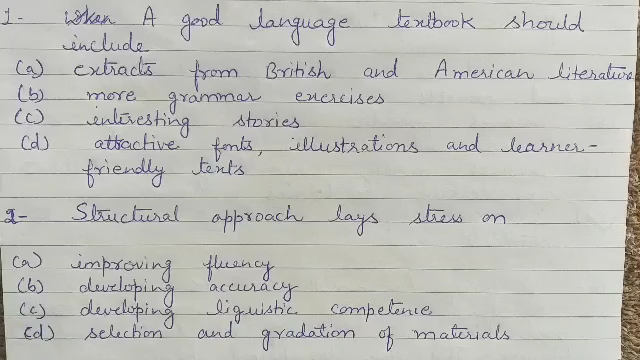 1- When A good language textbook should
include
(a) extracts from British and American literature
(b) more grammar exercises
(c) interesting stories
(d) attractive fonts, illustrations and learner-
friendly texts
2- Structural approach lays stress on
(a) improving fluency
(b) developing accuracy
(c) developing liguistic competence
(d) selection and gradation of materials